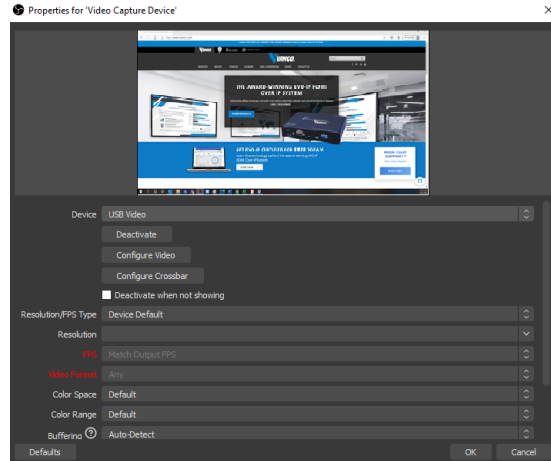 Properties for 'Video Capture Device'
THE AWARD-WINNING EVO-IP HDMI
OVER IP SYSTEM
Device
USB Video
Deactivate
Configure Video
Configure Crossbar
Deactivate when not showing
Resolution/FPS Type
Device Default
Resolution
FPS
Match Output FPS
Video Format
Any
Color Space
Default
Color Range
Default
Buffering
Auto-Detect
Defaults
OK
Cancel